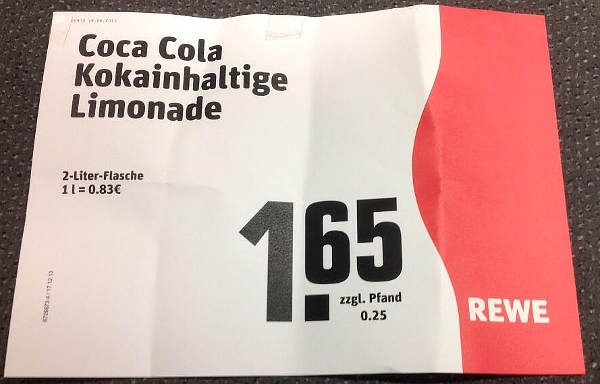 Coca Cola
Kokainhaltige
Limonade
2-Liter-Flasche
1 l = 0.83€
1.65
zzgl. Pfand
0.25
REWE